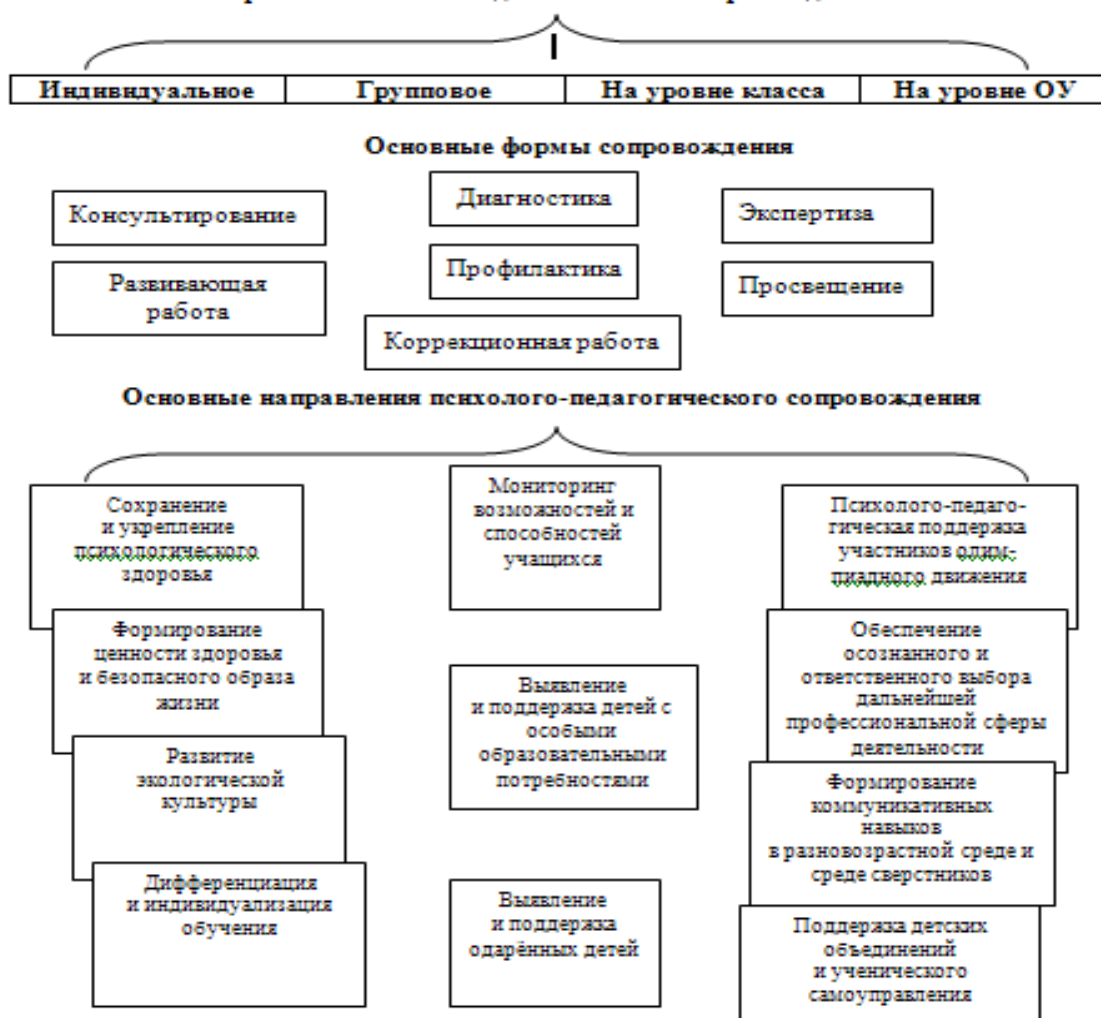 Индивидуальное
Групповое
На уровне класса
На уровне ОУ
Основные формы сопровождения
Консультирование
Диагностика
Экспертиза
Развивающая
работа
Профилактика
Просвещение
Коррекционная работа
Основные направления психолого-педагогического сопровождения
Сохранение
и укрепление
психологического
здоровья
Мониторинг
возможностей и
способностей
учащихся
Психолого-педаго-
гическая поддержка
участников олим-
пиадного движения
Формирование
ценности здоровья
и безопасного образа
жизни
Выявление
и поддержка детей с
особыми
образовательными
потребностями
Обеспечение
осознанного и
ответственного выбора
дальнейшей
профессиональной сферы
деятельности
Развитие
экологической
культуры
Формирование
коммуникативных
навыков
в разновозрастной среде и
среде сверстников
Дифференциация
и индивидуализация
обучения
Выявление
и поддержка
одарённых детей
Поддержка детских
объединений
и ученического
самоуправления